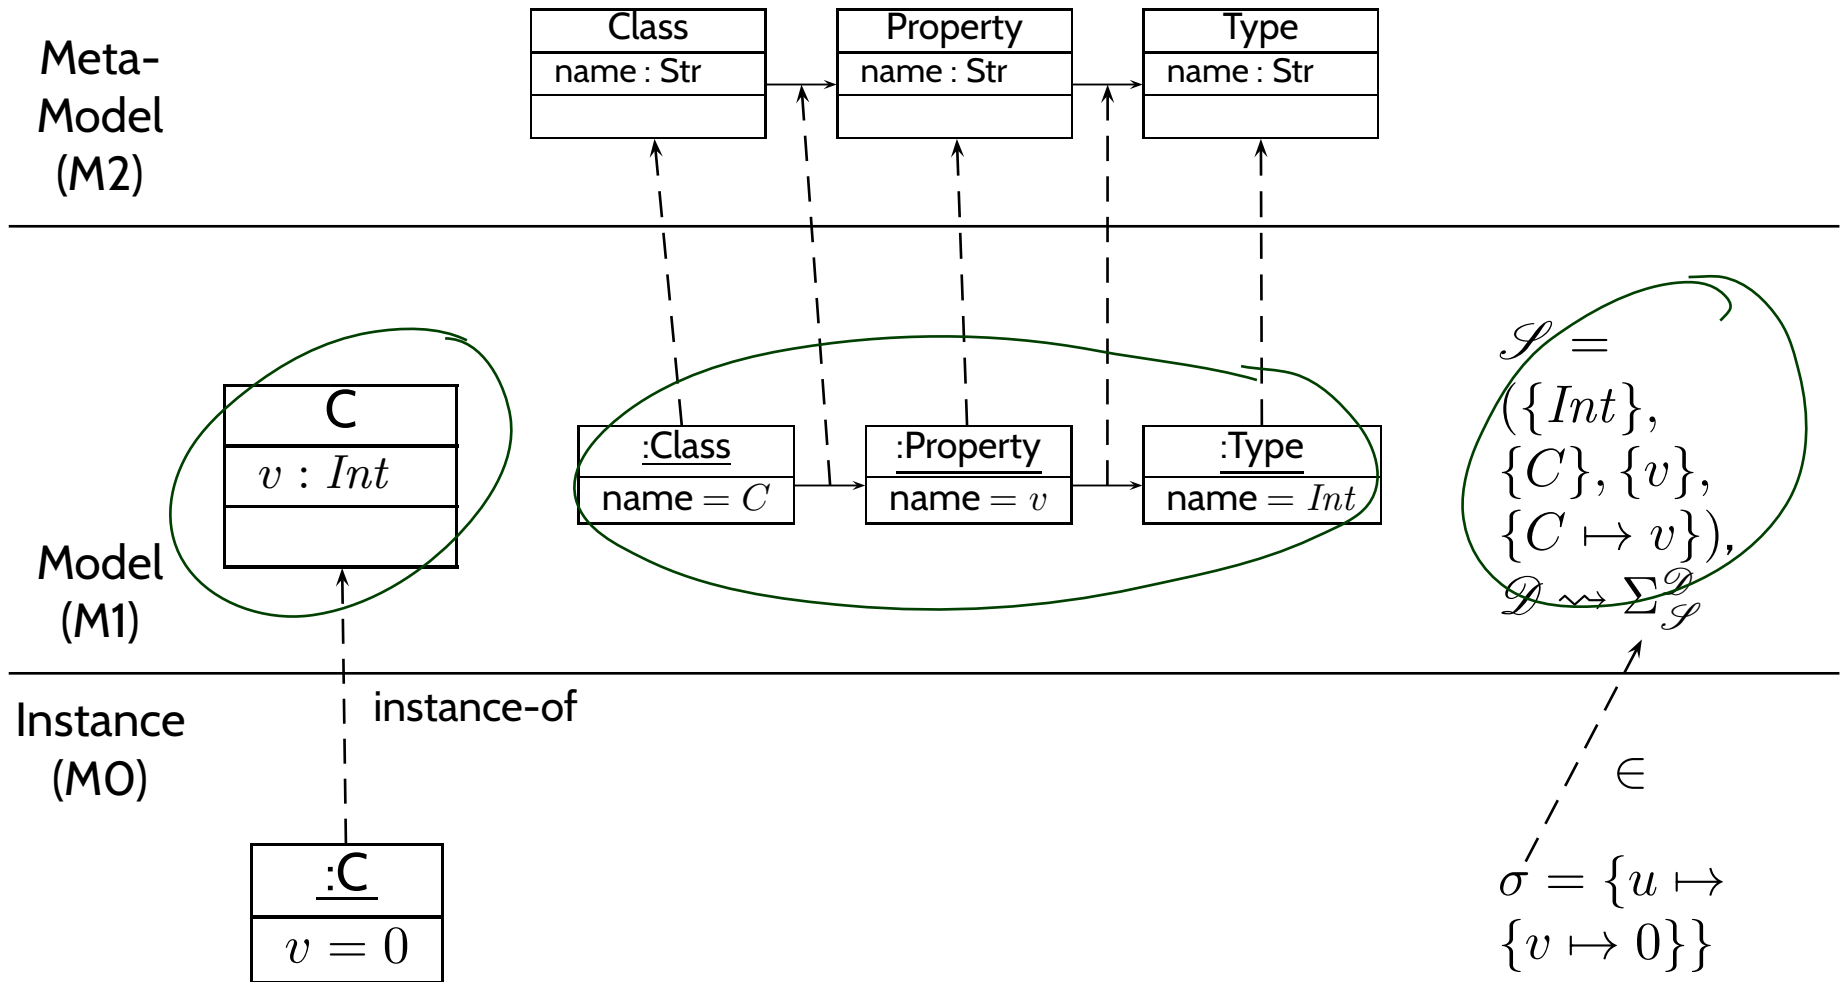 Meta-
Model
(M2)
Class
name : Str
Property
name : Str
Type
name : Str
Model
(M1)
C
v : Int
:Class
name = C
:Property
name = v
:Type
name = Int
𝒮 =
({Int},
{C}, {v},
{C ↦ v}),
𝒟 ⇝ Σ^𝒟_𝒮
Instance
(M0)
instance-of
:C
v = 0
∈
σ = {u ↦
{v ↦ 0}}